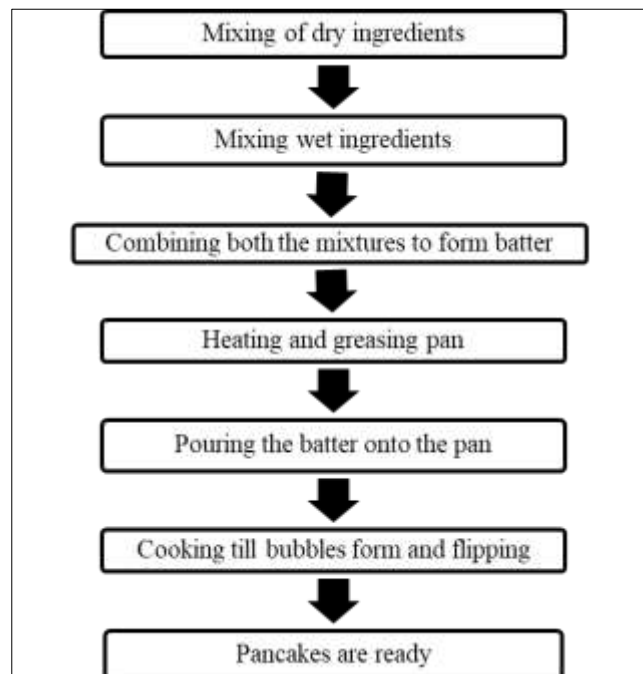 Mixing of dry ingredients
Mixing wet ingredients
Combining both the mixtures to form batter
Heating and greasing pan
Pouring the batter onto the pan
Cooking till bubbles form and flipping
Pancakes are ready